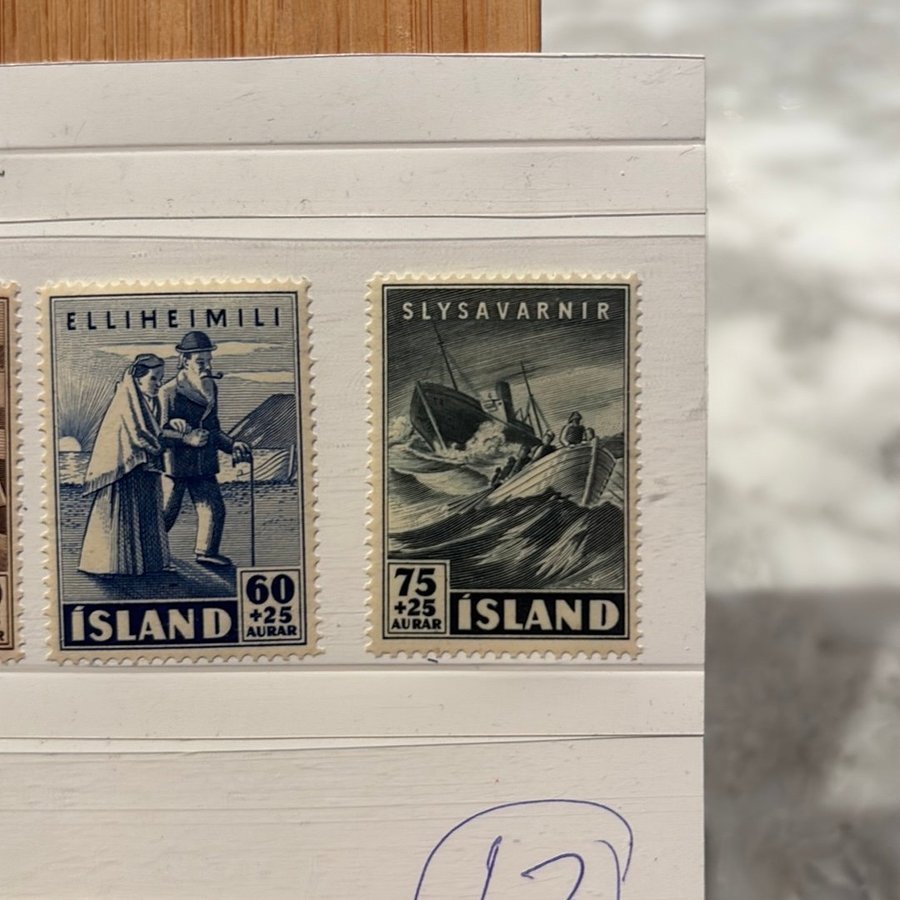 ELLIHEIMILI
60
+25
AURAR
ÍSLAND
SLYSAVARNIR
75
+25
AURAR
ÍSLAND